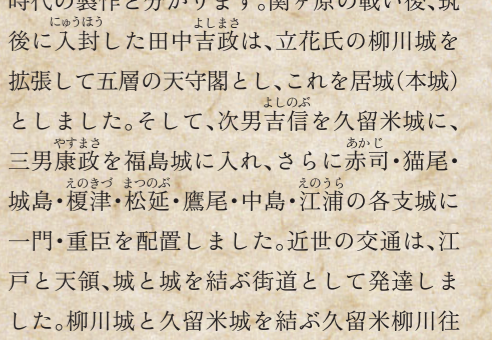 時代の製作と分かります。関ヶ原の戦い後、筑
後に入封した田中吉政は、立花氏の柳川城を
拡張して五層の天守閣とし、これを居城(本城)
としました。そして、次男吉信を久留米城に、
三男康政を福島城に入れ、さらに赤司・猫尾・
城島・榎津・松延・鷹尾・中島・江浦の各支城に
一門・重臣を配置しました。近世の交通は、江
戸と天領、城と城を結ぶ街道として発達しま
した。柳川城と久留米城を結ぶ久留米柳川往